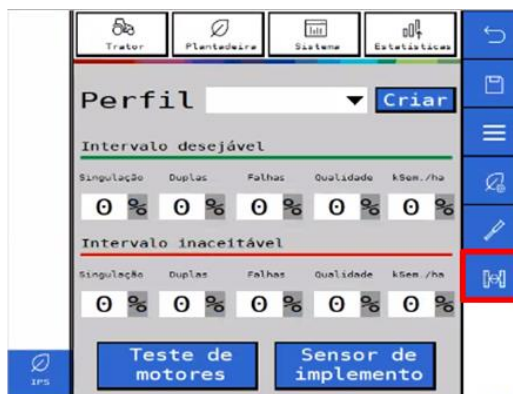 Trator Plantadeira Sistema Estatísticas
Perfil Criar
Intervalo desejável
Singulação Duplas Falhas Qualidade kSem./ha
0 % 0 % 0 % 0 % 0 %
Intervalo inaceitável
Singulação Duplas Falhas Qualidade kSem./ha
0 % 0 % 0 % 0 % 0 %
Teste de
motores
Sensor de
implemento
IPS